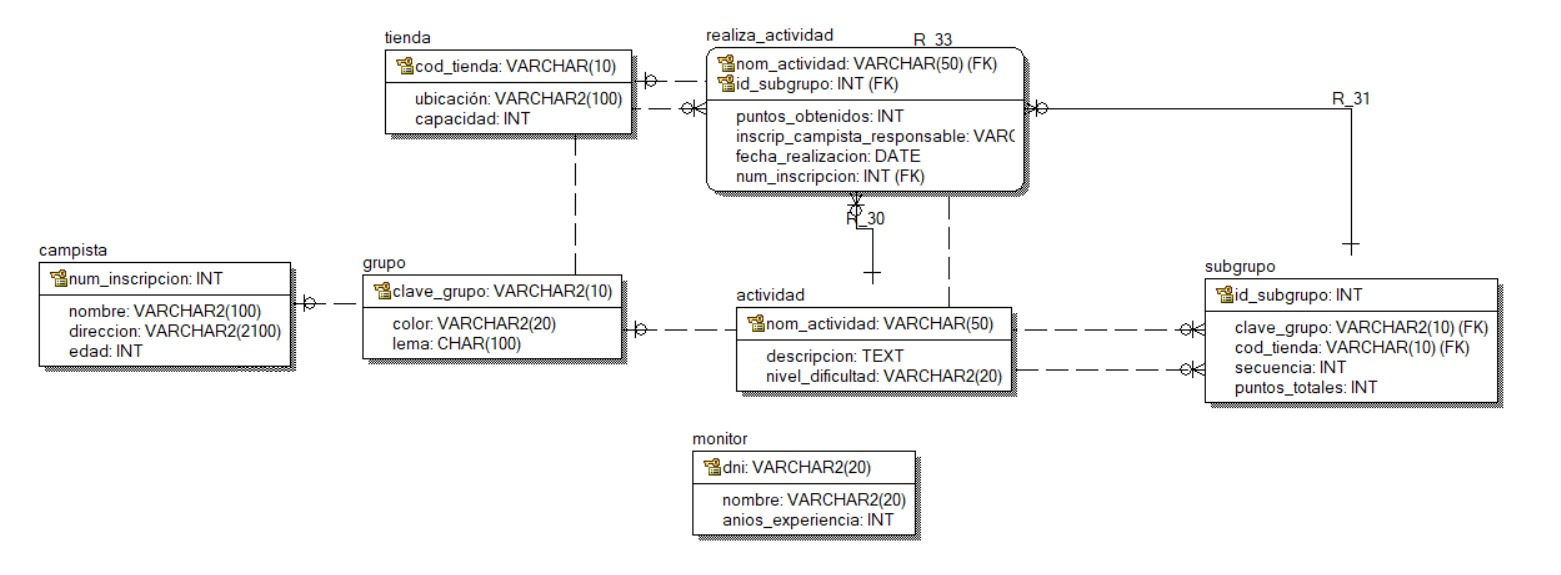 tienda
cod_tienda: VARCHAR(10)
ubicación: VARCHAR2(100)
capacidad: INT
realiza_actividad
R_33
nom_actividad: VARCHAR(50) (FK)
id_subgrupo: INT (FK)
puntos_obtenidos: INT
inscrip_campista_responsable: VARC
fecha_realizacion: DATE
num_inscripcion: INT (FK)
R_31
R_30
campista
num_inscripcion: INT
nombre: VARCHAR2(100)
direccion: VARCHAR2(2100)
edad: INT
grupo
clave_grupo: VARCHAR2(10)
color: VARCHAR2(20)
lema: CHAR(100)
actividad
nom_actividad: VARCHAR(50)
descripcion: TEXT
nivel_dificultad: VARCHAR2(20)
subgrupo
id_subgrupo: INT
clave_grupo: VARCHAR2(10) (FK)
cod_tienda: VARCHAR(10) (FK)
secuencia: INT
puntos_totales: INT
monitor
dni: VARCHAR2(20)
nombre: VARCHAR2(20)
anios_experiencia: INT